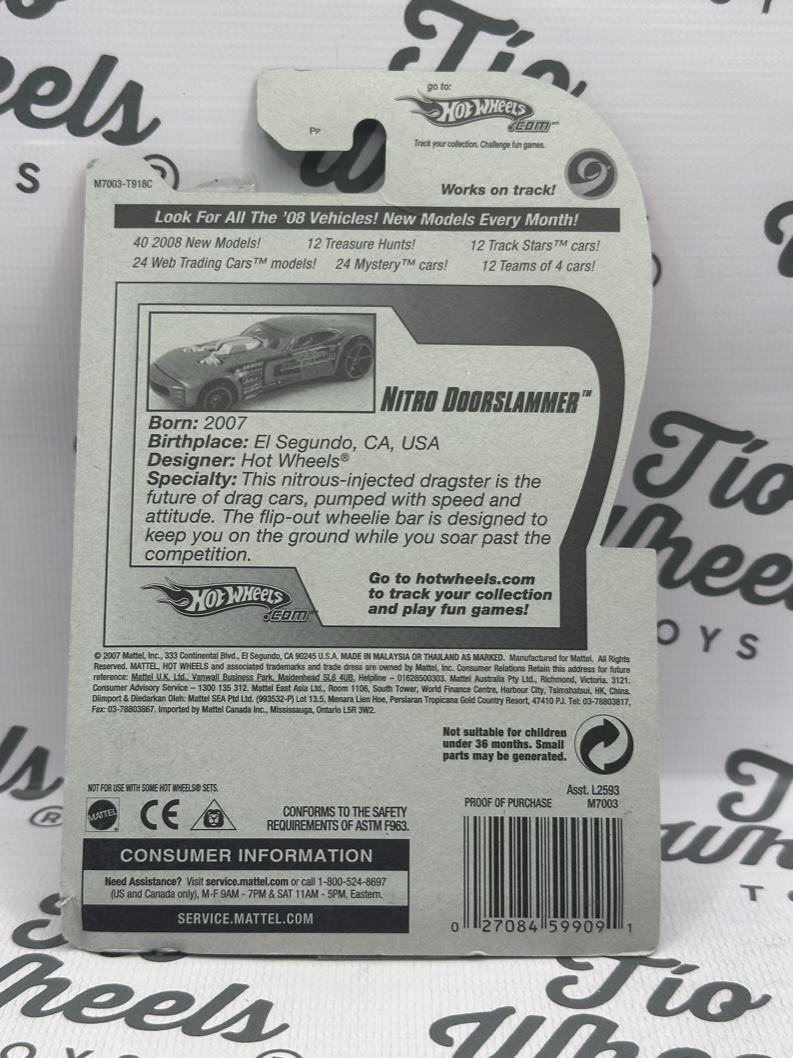 go to:
HOT WHEELS
.COM™
Track your collection. Challenge fun games.
PP
M7003-T918C
Works on track!
Look For All The '08 Vehicles! New Models Every Month!
40 2008 New Models! 12 Treasure Hunts! 12 Track Stars™ cars!
24 Web Trading Cars™ models! 24 Mystery™ cars! 12 Teams of 4 cars!
NITRO DOORSLAMMER™
Born: 2007
Birthplace: El Segundo, CA, USA
Designer: Hot Wheels®
Specialty: This nitrous-injected dragster is the
future of drag cars, pumped with speed and
attitude. The flip-out wheelie bar is designed to
keep you on the ground while you soar past the
competition.
HOT WHEELS
.COM™
Go to hotwheels.com
to track your collection
and play fun games!
© 2007 Mattel, Inc., 333 Continental Blvd., El Segundo, CA 90245 U.S.A. MADE IN MALAYSIA OR THAILAND AS MARKED. Manufactured for Mattel. All Rights
Reserved. MATTEL, HOT WHEELS and associated trademarks and trade dress are owned by Mattel, Inc. Consumer Relations Retain this address for future
reference: Mattel U.K. Ltd., Vanwall Business Park, Maidenhead SL6 4UB, Helpline – 01628500303. Mattel Australia Pty Ltd., Richmond, Victoria. 3121.
Consumer Advisory Service – 1300 135 312. Mattel East Asia Ltd., Room 1106, South Tower, World Finance Centre, Harbour City, Tsimshatsui, HK, China.
Diimport & Diedarkan Oleh: Mattel SEA Ptd Ltd. (993532-P) Lot 13.5, Menara Lien Hoe, Persiaran Tropicana Gold Country Resort, 47410 PJ. Tel: 03-78803817,
Fax: 03-78803867. Imported by Mattel Canada Inc., Mississauga, Ontario L5R 3W2.
Not suitable for children
under 36 months. Small
parts may be generated.
NOT FOR USE WITH SOME HOT WHEELS® SETS.
MATTEL
CE
CONFORMS TO THE SAFETY
REQUIREMENTS OF ASTM F963.
Asst. L2593
PROOF OF PURCHASE M7003
CONSUMER INFORMATION
Need Assistance? Visit service.mattel.com or call 1-800-524-8697
(US and Canada only), M-F 9AM - 7PM & SAT 11AM - 5PM, Eastern.
SERVICE.MATTEL.COM
0 27084 59909 1
Tío
Wheels
Tío
Wheels
TOYS
Tío
Wheels